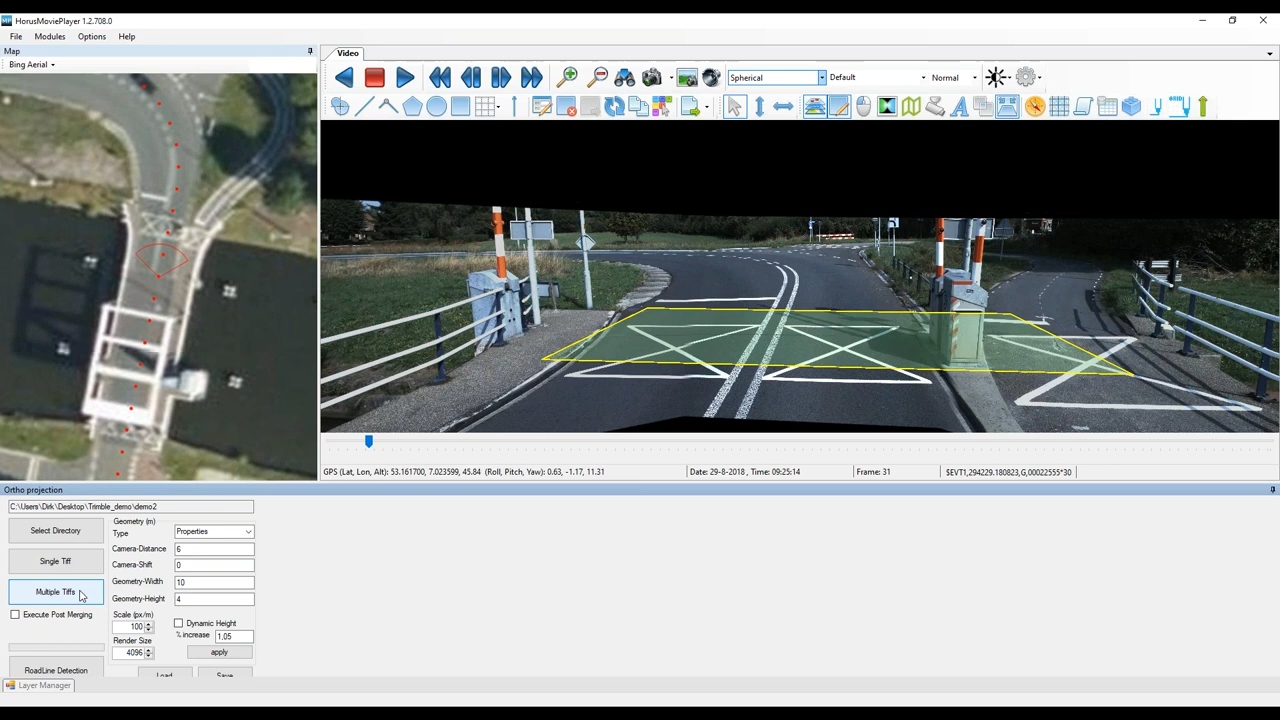 MP HorusMoviePlayer 1.2.708.0
File Modules Options Help
Map
Bing Aerial
Video
Spherical Default Normal
GPS (Lat, Lon, Alt): 53.161700, 7.023599, 45.84 (Roll, Pitch, Yaw): 0.63, -1.17, 11.31
Date: 29-8-2018 , Time: 09:25:14
Frame: 31
$EVT1,294229.180823,G,00022555*30
Ortho projection
C:\Users\Dirk\Desktop\Trimble_demo\demo2
Select Directory
Single Tiff
Multiple Tiffs
Execute Post Merging
RoadLine Detection
Geometry (m)
Type Properties
Camera-Distance 6
Camera-Shift 0
Geometry-Width 10
Geometry-Height 4
Scale (px/m)
100
Render Size
4096
Dynamic Height
% increase 1.05
apply
Load Save
Layer Manager